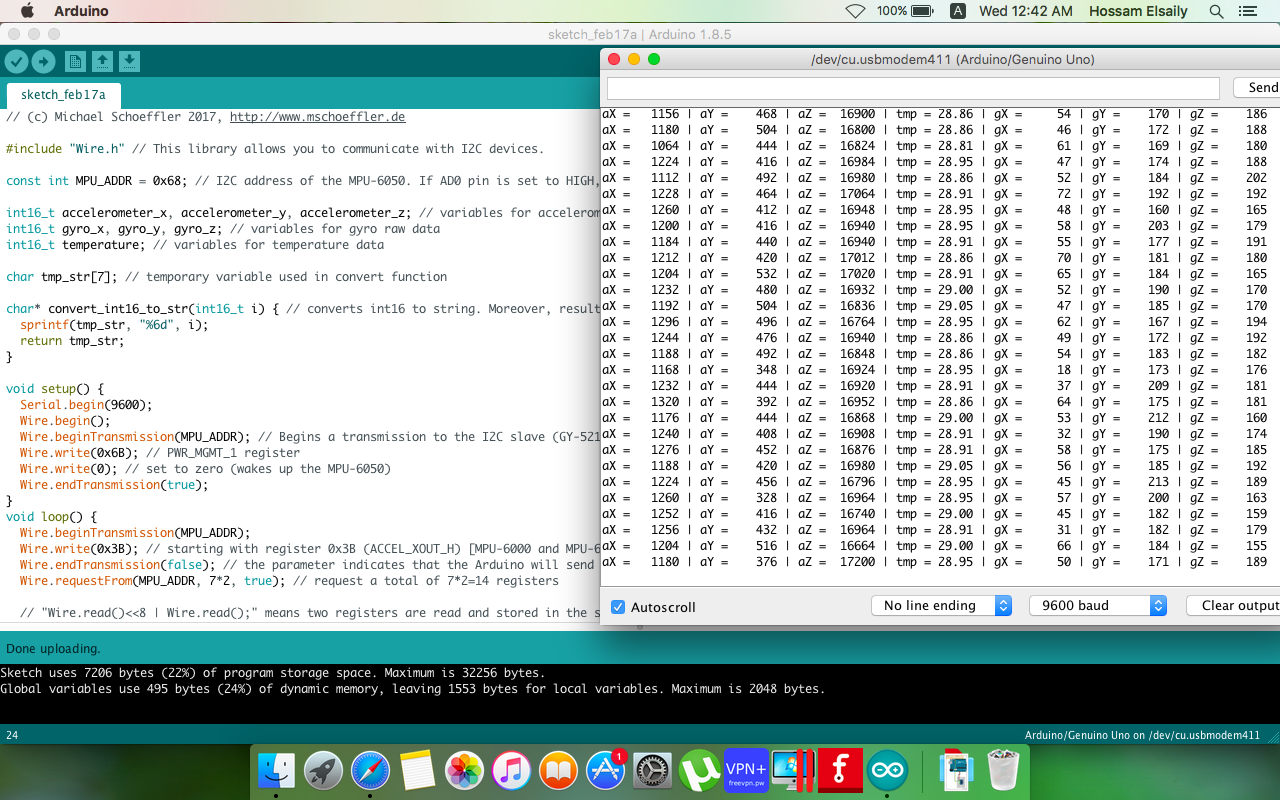 Arduino
100%
A
Wed 12:42 AM
Hossam Elsaily
sketch_feb17a | Arduino 1.8.5
sketch_feb17a
// (c) Michael Schoeffler 2017, http://www.mschoeffler.de
#include "Wire.h" // This library allows you to communicate with I2C devices.
const int MPU_ADDR = 0x68; // I2C address of the MPU-6050. If AD0 pin is set to HIGH,
int16_t accelerometer_x, accelerometer_y, accelerometer_z; // variables for accelerom
int16_t gyro_x, gyro_y, gyro_z; // variables for gyro raw data
int16_t temperature; // variables for temperature data
char tmp_str[7]; // temporary variable used in convert function
char* convert_int16_to_str(int16_t i) { // converts int16 to string. Moreover, result
sprintf(tmp_str, "%6d", i);
return tmp_str;
}
void setup() {
Serial.begin(9600);
Wire.begin();
Wire.beginTransmission(MPU_ADDR); // Begins a transmission to the I2C slave (GY-521
Wire.write(0x6B); // PWR_MGMT_1 register
Wire.write(0); // set to zero (wakes up the MPU-6050)
Wire.endTransmission(true);
}
void loop() {
Wire.beginTransmission(MPU_ADDR);
Wire.write(0x3B); // starting with register 0x3B (ACCEL_XOUT_H) [MPU-6000 and MPU-6
Wire.endTransmission(false); // the parameter indicates that the Arduino will send
Wire.requestFrom(MPU_ADDR, 7*2, true); // request a total of 7*2=14 registers
// "Wire.read()<<8 | Wire.read();" means two registers are read and stored in the s
/dev/cu.usbmodem411 (Arduino/Genuino Uno)
Send
aX = 1156 | aY = 468 | aZ = 16900 | tmp = 28.86 | gX = 54 | gY = 170 | gZ = 186
aX = 1180 | aY = 504 | aZ = 16800 | tmp = 28.86 | gX = 46 | gY = 172 | gZ = 188
aX = 1064 | aY = 444 | aZ = 16824 | tmp = 28.81 | gX = 61 | gY = 169 | gZ = 180
aX = 1224 | aY = 416 | aZ = 16984 | tmp = 28.95 | gX = 47 | gY = 174 | gZ = 188
aX = 1112 | aY = 492 | aZ = 16960 | tmp = 28.86 | gX = 52 | gY = 184 | gZ = 202
aX = 1228 | aY = 464 | aZ = 17064 | tmp = 28.91 | gX = 72 | gY = 192 | gZ = 192
aX = 1260 | aY = 412 | aZ = 16948 | tmp = 28.95 | gX = 48 | gY = 160 | gZ = 165
aX = 1200 | aY = 416 | aZ = 16940 | tmp = 28.95 | gX = 58 | gY = 203 | gZ = 179
aX = 1184 | aY = 440 | aZ = 16940 | tmp = 28.91 | gX = 55 | gY = 177 | gZ = 191
aX = 1212 | aY = 420 | aZ = 17012 | tmp = 28.86 | gX = 70 | gY = 181 | gZ = 180
aX = 1204 | aY = 532 | aZ = 17020 | tmp = 28.91 | gX = 65 | gY = 184 | gZ = 165
aX = 1232 | aY = 480 | aZ = 16932 | tmp = 29.00 | gX = 52 | gY = 190 | gZ = 170
aX = 1192 | aY = 504 | aZ = 16836 | tmp = 29.05 | gX = 47 | gY = 185 | gZ = 170
aX = 1296 | aY = 496 | aZ = 16764 | tmp = 28.95 | gX = 62 | gY = 167 | gZ = 194
aX = 1244 | aY = 476 | aZ = 16940 | tmp = 28.86 | gX = 49 | gY = 172 | gZ = 192
aX = 1188 | aY = 492 | aZ = 16848 | tmp = 28.86 | gX = 54 | gY = 183 | gZ = 182
aX = 1168 | aY = 348 | aZ = 16924 | tmp = 28.95 | gX = 18 | gY = 173 | gZ = 176
aX = 1232 | aY = 444 | aZ = 16920 | tmp = 28.91 | gX = 37 | gY = 209 | gZ = 181
aX = 1320 | aY = 392 | aZ = 16952 | tmp = 28.86 | gX = 64 | gY = 175 | gZ = 181
aX = 1176 | aY = 444 | aZ = 16868 | tmp = 29.00 | gX = 53 | gY = 212 | gZ = 160
aX = 1240 | aY = 408 | aZ = 16908 | tmp = 28.91 | gX = 32 | gY = 190 | gZ = 174
aX = 1276 | aY = 452 | aZ = 16876 | tmp = 28.91 | gX = 58 | gY = 175 | gZ = 185
aX = 1188 | aY = 420 | aZ = 16980 | tmp = 29.05 | gX = 56 | gY = 185 | gZ = 192
aX = 1224 | aY = 456 | aZ = 16796 | tmp = 28.95 | gX = 45 | gY = 213 | gZ = 189
aX = 1260 | aY = 328 | aZ = 16964 | tmp = 28.95 | gX = 57 | gY = 200 | gZ = 163
aX = 1252 | aY = 416 | aZ = 16740 | tmp = 29.00 | gX = 45 | gY = 182 | gZ = 159
aX = 1256 | aY = 432 | aZ = 16964 | tmp = 28.91 | gX = 31 | gY = 182 | gZ = 179
aX = 1204 | aY = 516 | aZ = 16664 | tmp = 29.00 | gX = 66 | gY = 184 | gZ = 155
aX = 1180 | aY = 376 | aZ = 17200 | tmp = 28.95 | gX = 50 | gY = 171 | gZ = 189
Autoscroll
No line ending
9600 baud
Clear output
Done uploading.
Sketch uses 7206 bytes (22%) of program storage space. Maximum is 32256 bytes.
Global variables use 495 bytes (24%) of dynamic memory, leaving 1553 bytes for local variables. Maximum is 2048 bytes.
24
Arduino/Genuino Uno on /dev/cu.usbmodem411
1
VPN+
freevpn.pw